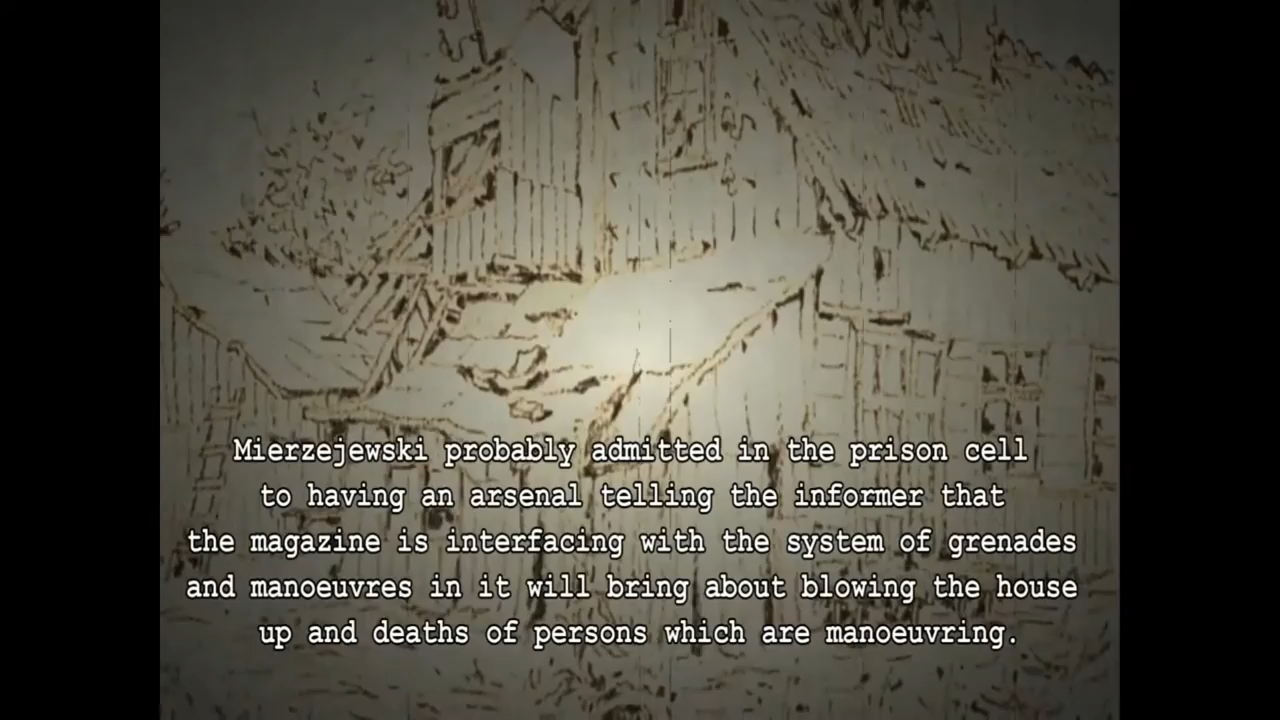 Mierzejewski probably admitted in the prison cell
to having an arsenal telling the informer that
the magazine is interfacing with the system of grenades
and manoeuvres in it will bring about blowing the house
up and deaths of persons which are manoeuvring.